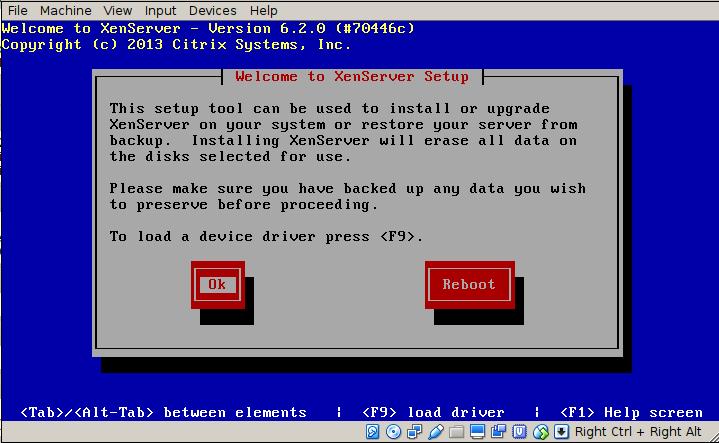 File Machine View Input Devices Help
Welcome to XenServer - Version 6.2.0 (#70446c)
Copyright (c) 2013 Citrix Systems, Inc.
Welcome to XenServer Setup
This setup tool can be used to install or upgrade
XenServer on your system or restore your server from
backup.  Installing XenServer will erase all data on
the disks selected for use.
Please make sure you have backed up any data you wish
to preserve before proceeding.
To load a device driver press <F9>.
Ok Reboot
<Tab>/<Alt-Tab> between elements | <F9> load driver | <F1> Help screen
Right Ctrl + Right Alt